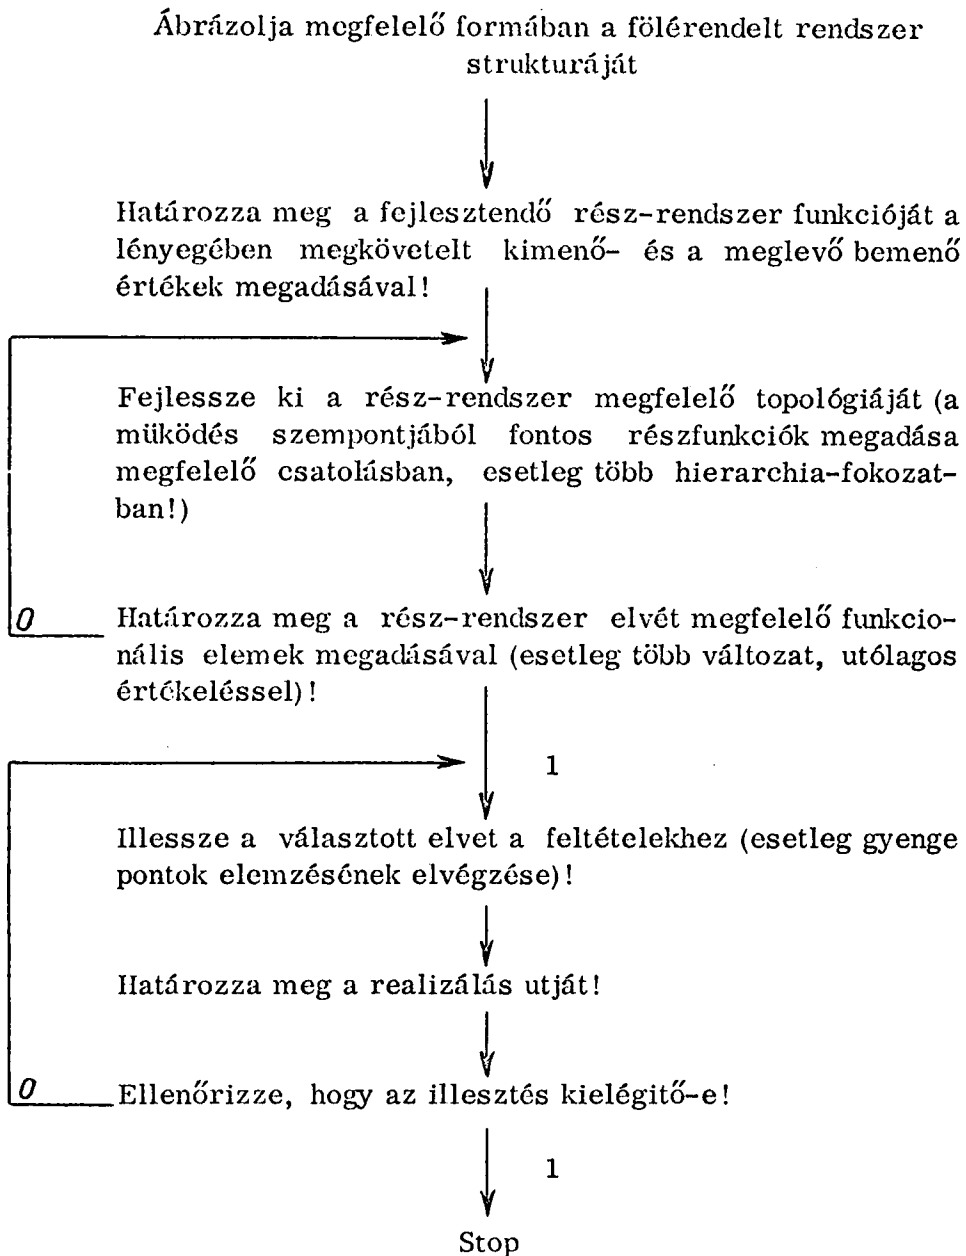 Ábrázolja megfelelő formában a fölérendelt rendszer
strukturáját
Határozza meg a fejlesztendő rész-rendszer funkcióját a
lényegében megkövetelt kimenő- és a meglevő bemenő
értékek megadásával!
Fejlessze ki a rész-rendszer megfelelő topológiáját (a
müködés szempontjából fontos részfunkciók megadása
megfelelő csatolásban, esetleg több hierarchia-fokozat-
ban!)
0 Határozza meg a rész-rendszer elvét megfelelő funkcio-
nális elemek megadásával (esetleg több változat, utólagos
értékeléssel)!
1
Illessze a választott elvet a feltételekhez (esetleg gyenge
pontok elemzésének elvégzése)!
Határozza meg a realizálás utját!
0 Ellenőrizze, hogy az illesztés kielégitő-e!
1
Stop